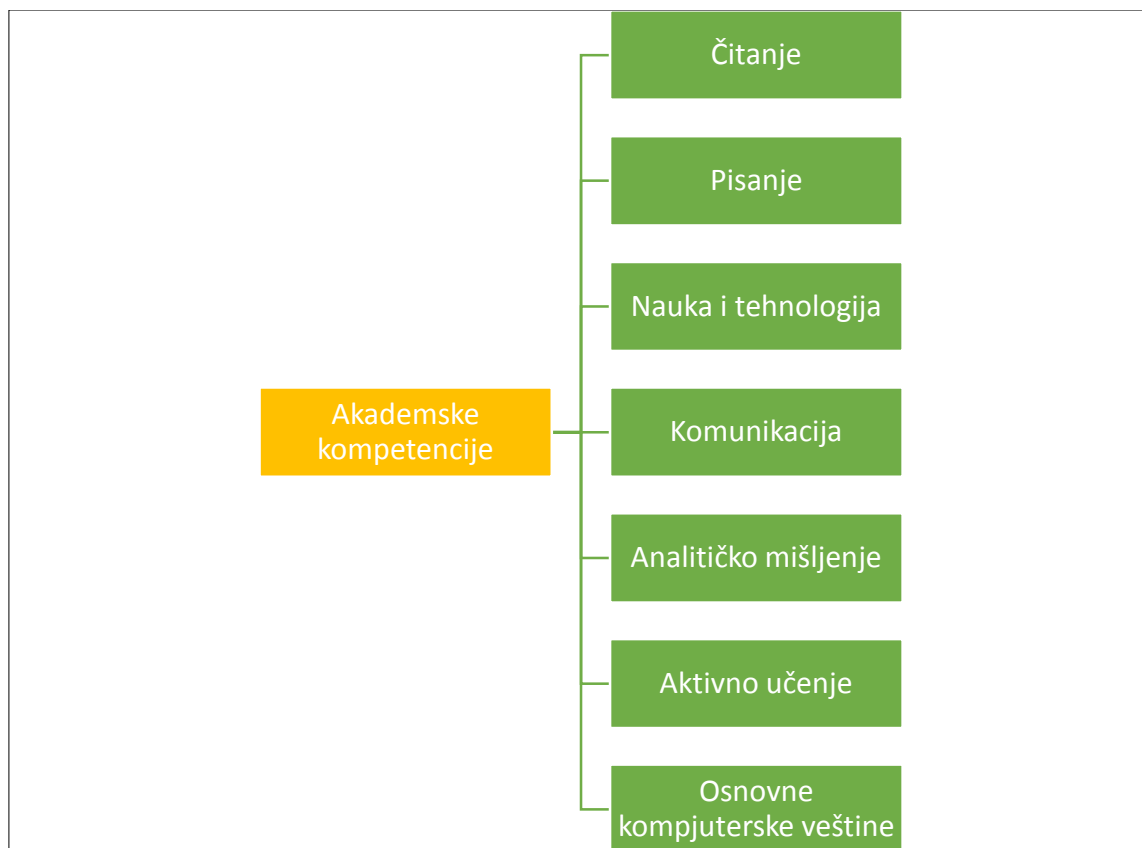 Čitanje
Pisanje
Nauka i tehnologija
Akademske
kompetencije
Komunikacija
Analitičko mišljenje
Aktivno učenje
Osnovne
kompjuterske veštine